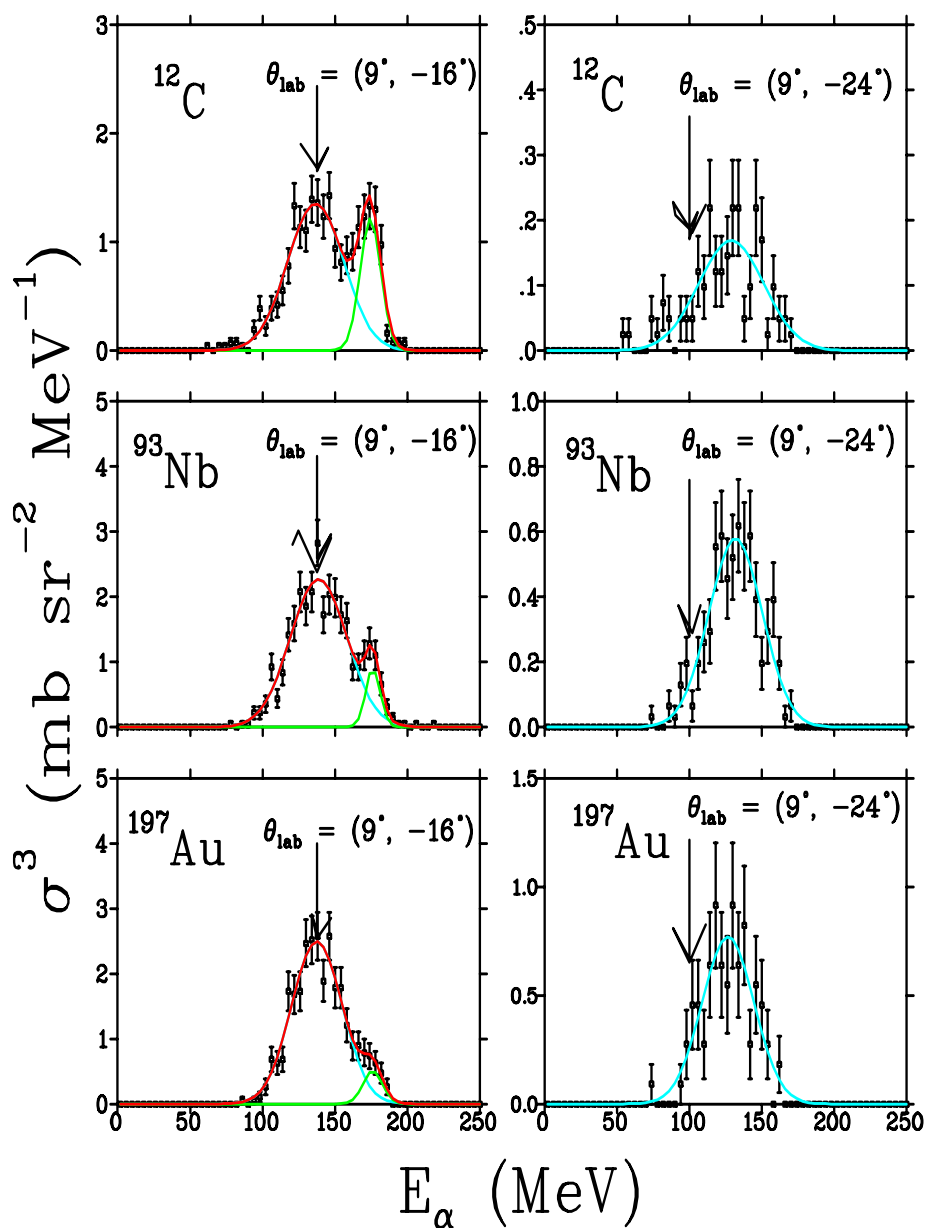 σ³ (mb sr⁻² MeV⁻¹)
3
2
1
0
¹²C
θlab = (9°, −16°)
.5
.4
.3
.2
.1
.0
¹²C
θlab = (9°, −24°)
5
4
3
2
1
0
⁹³Nb
θlab = (9°, −16°)
1.0
0.8
0.6
0.4
0.2
0.0
⁹³Nb
θlab = (9°, −24°)
5
4
3
2
1
0
¹⁹⁷Au
θlab = (9°, −16°)
0 50 100 150 200 250
1.5
1.0
0.5
0.0
¹⁹⁷Au
θlab = (9°, −24°)
0 50 100 150 200 250
Eα (MeV)